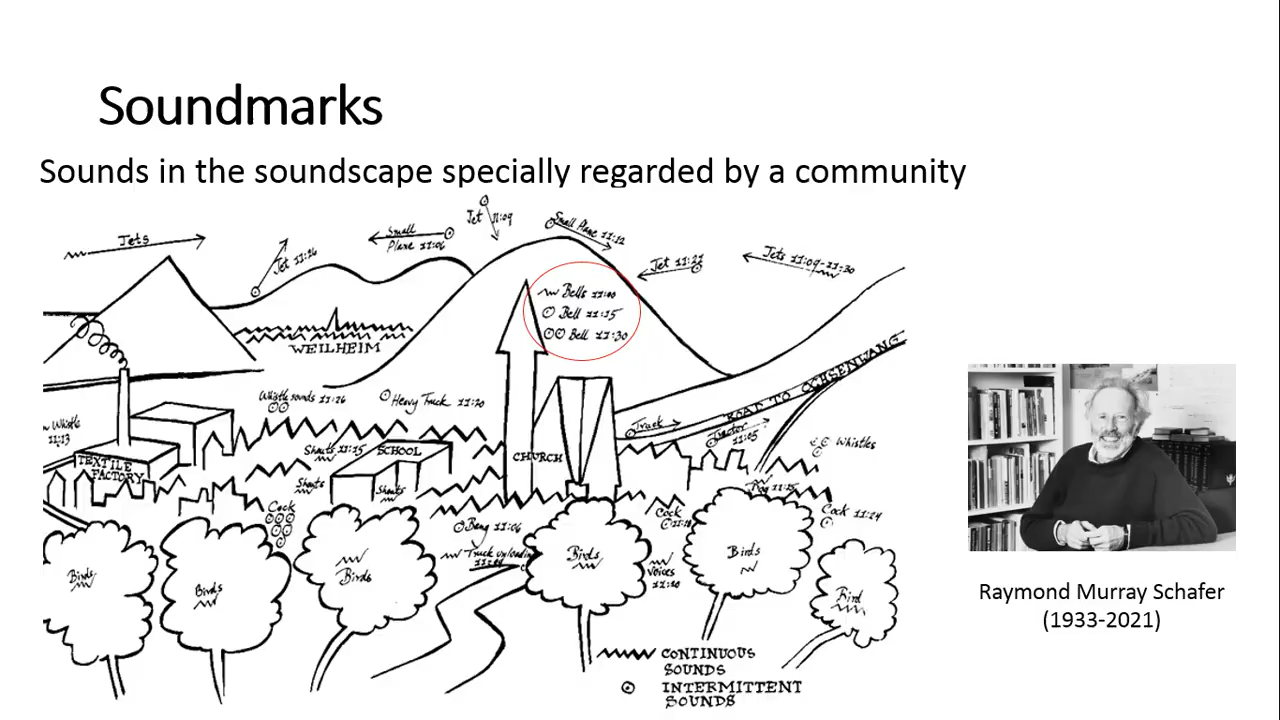 Soundmarks
Sounds in the soundscape specially regarded by a community
Jets
Jet 11:26
Small
Plane 11:06
Jet 11:09
Small Plane 11:12
Jet 11:21
Jets 11:09-11:30
Bells 11:00
Bell 11:15
Bell 11:30
WEILHEIM
ROAD TO OCHSENWANG
Whistle sounds 11:26
Heavy Truck 11:20
Truck
Tractor
11:05
Whistle
11:13
TEXTILE
FACTORY
Shouts 11:15
SCHOOL
Shouts
Shouts
CHURCH
Whistles
Cock
Bang 11:06
Cock
Cock 11:24
Truck unloading
Voices
11:10
Birds
Birds
Birds
Birds
Birds
Bird
CONTINUOUS
SOUNDS
INTERMITTENT
SOUNDS
Raymond Murray Schafer
(1933-2021)